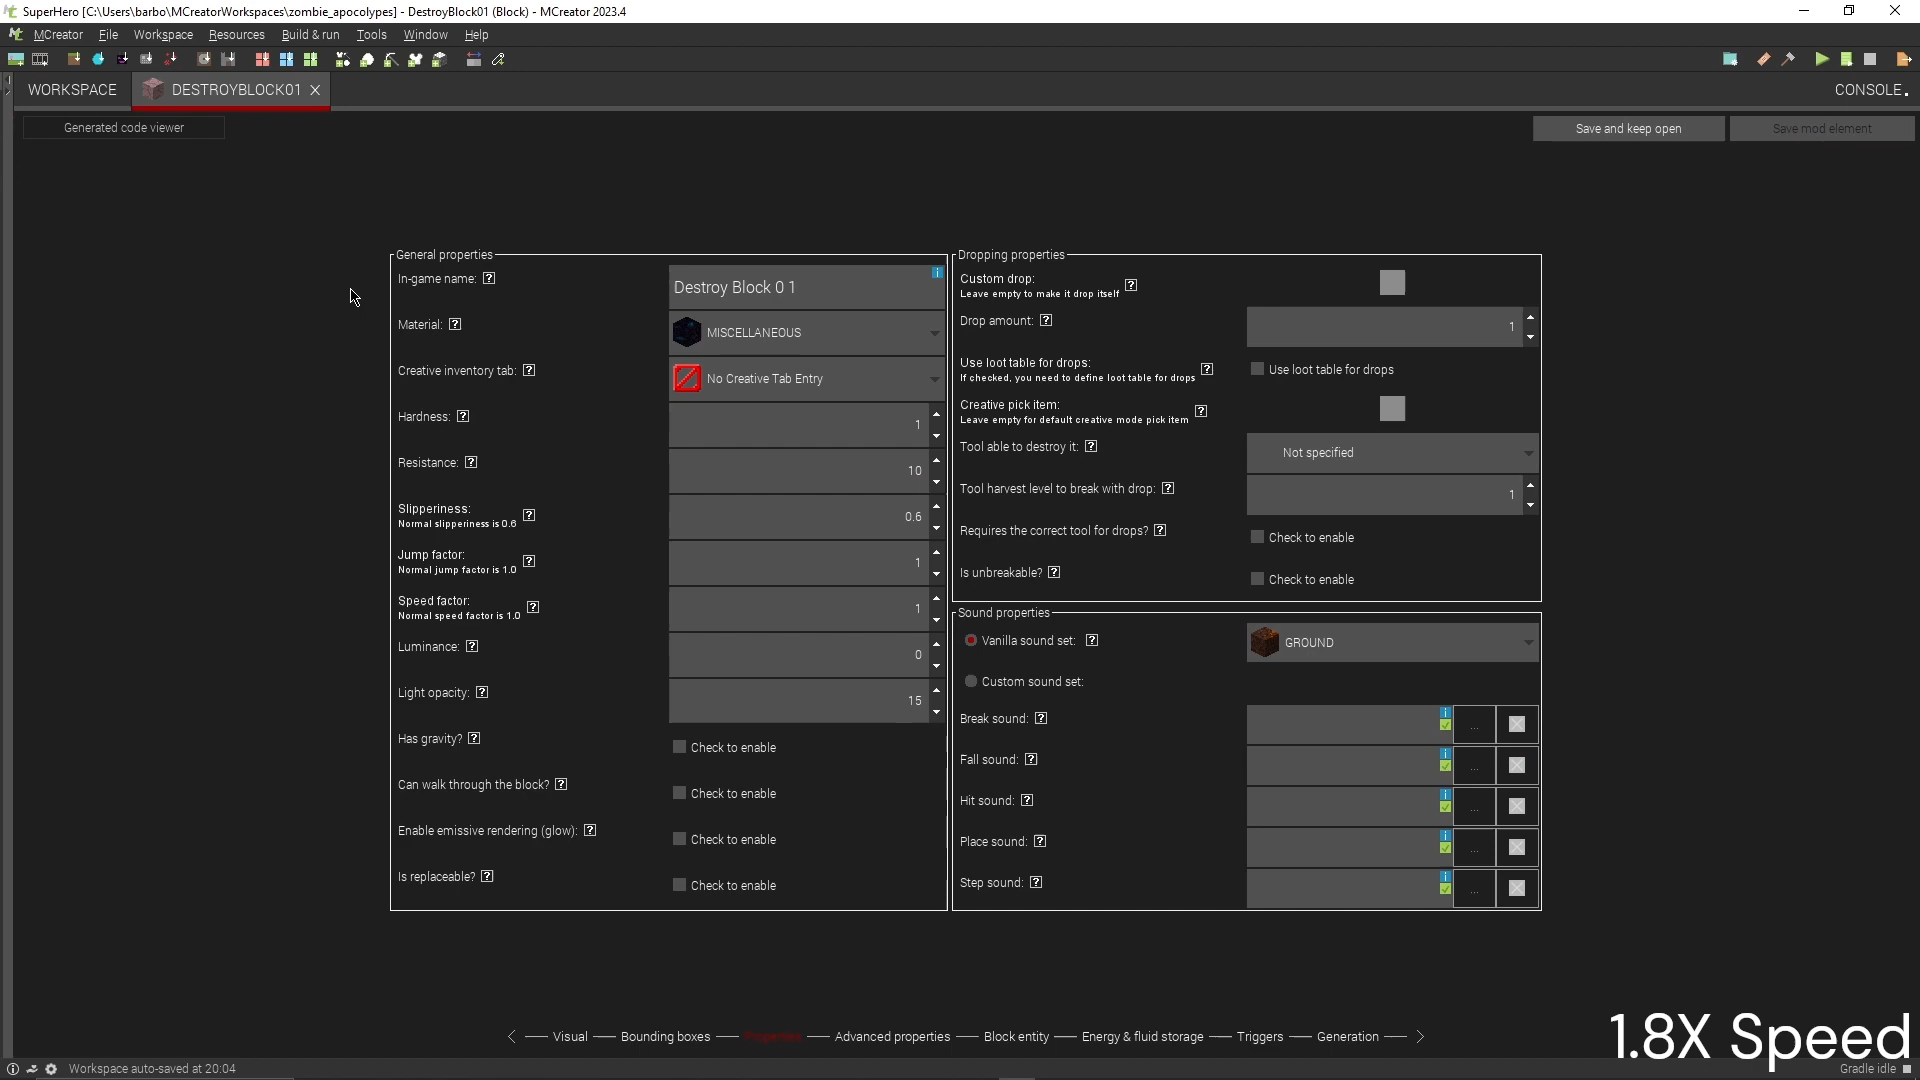 SuperHero [C:\Users\barbo\MCreatorWorkspaces\zombie_apocolypes] - DestroyBlock01 (Block) - MCreator 2023.4
MCreator File Workspace Resources Build & run Tools Window Help
WORKSPACE DESTROYBLOCK01 CONSOLE
Generated code viewer Save and keep open Save mod element
General properties
In-game name: ? Destroy Block 0 1
Material: ? MISCELLANEOUS
Creative inventory tab: ? No Creative Tab Entry
Hardness: ? 1
Resistance: ? 10
Slipperiness: ? 0.6
Normal slipperiness is 0.6
Jump factor: ? 1
Normal jump factor is 1.0
Speed factor: ? 1
Normal speed factor is 1.0
Luminance: ? 0
Light opacity: ? 15
Has gravity? ? Check to enable
Can walk through the block? ? Check to enable
Enable emissive rendering (glow): ? Check to enable
Is replaceable? ? Check to enable
Dropping properties
Custom drop: ?
Leave empty to make it drop itself
Drop amount: ? 1
Use loot table for drops: ? Use loot table for drops
If checked, you need to define loot table for drops
Creative pick item: ?
Leave empty for default creative mode pick item
Tool able to destroy it: ? Not specified
Tool harvest level to break with drop: ? 1
Requires the correct tool for drops? ? Check to enable
Is unbreakable? ? Check to enable
Sound properties
Vanilla sound set: ? GROUND
Custom sound set:
Break sound: ? ...
Fall sound: ? ...
Hit sound: ? ...
Place sound: ? ...
Step sound: ? ...
Visual Bounding boxes Properties Advanced properties Block entity Energy & fluid storage Triggers Generation
1.8X Speed
Workspace auto-saved at 20:04 Gradle idle